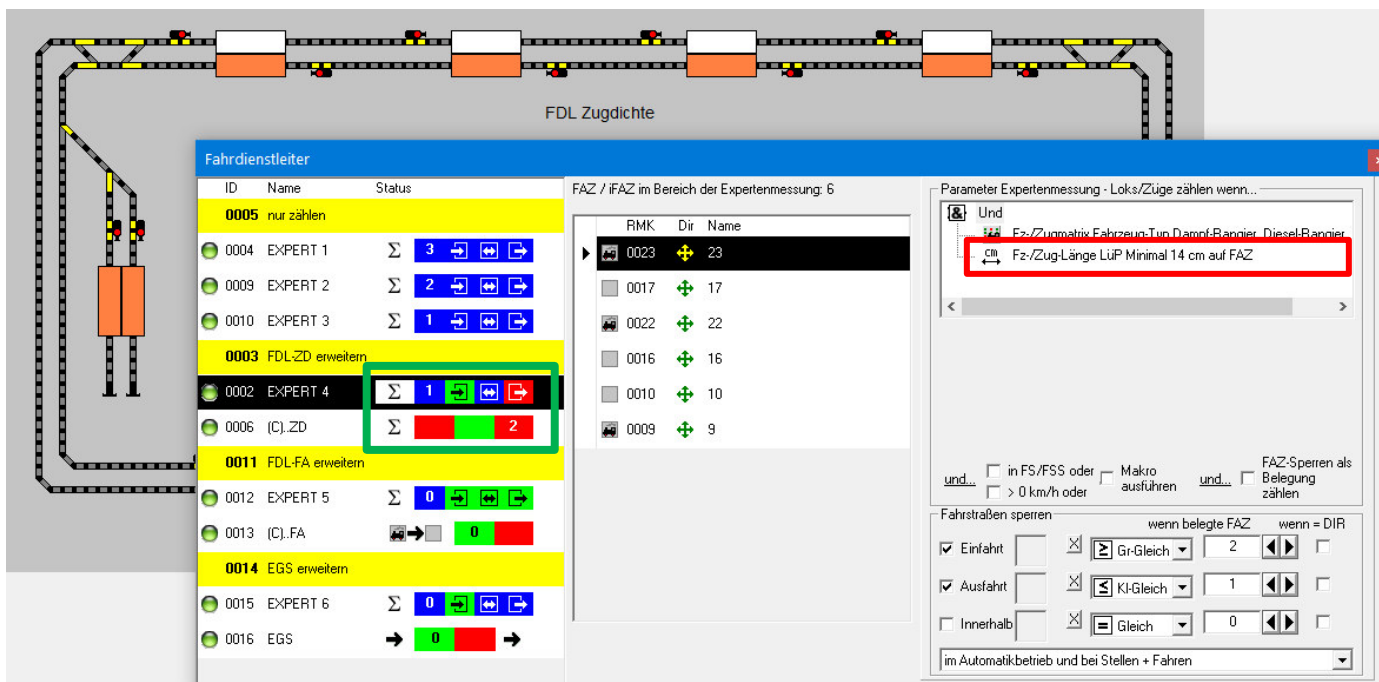 FDL Zugdichte
Fahrdienstleiter
ID Name Status
0005 nur zählen
0004 EXPERT 1 Σ 3
0009 EXPERT 2 Σ 2
0010 EXPERT 3 Σ 1
0003 FDL-ZD erweitern
0002 EXPERT 4 Σ 1
0006 (C)..ZD Σ 2
0011 FDL-FA erweitern
0012 EXPERT 5 Σ 0
0013 (C)..FA 0
0014 EGS erweitern
0015 EXPERT 6 Σ 0
0016 EGS 0
FAZ / iFAZ im Bereich der Expertenmessung: 6
RMK Dir Name
0023 23
0017 17
0022 22
0016 16
0010 10
0009 9
Parameter Expertenmessung - Loks/Züge zählen wenn...
& Und
Fz-/Zugmatrix Fahrzeug-Typ Dampf-Rangier, Diesel-Rangier
cm Fz-/Zug-Länge LüP Minimal 14 cm auf FAZ
und... in FS/FSS oder
> 0 km/h oder
Makro
ausführen
und... FAZ-Sperren als
Belegung
zählen
Fahrstraßen sperren
wenn belegte FAZ wenn = DIR
Einfahrt X ≥ Gr-Gleich 2
Ausfahrt X ≤ Kl-Gleich 1
Innerhalb X = Gleich 0
im Automatikbetrieb und bei Stellen + Fahren